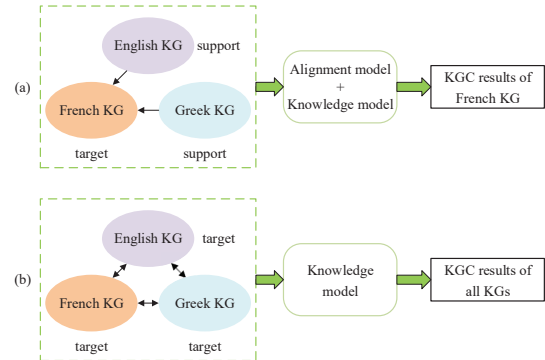 English KG
support
(a)
French KG
Greek KG
target
support
Alignment model
+
Knowledge model
KGC results of
French KG
English KG
target
(b)
French KG
Greek KG
target
target
Knowledge
model
KGC results of
all KGs